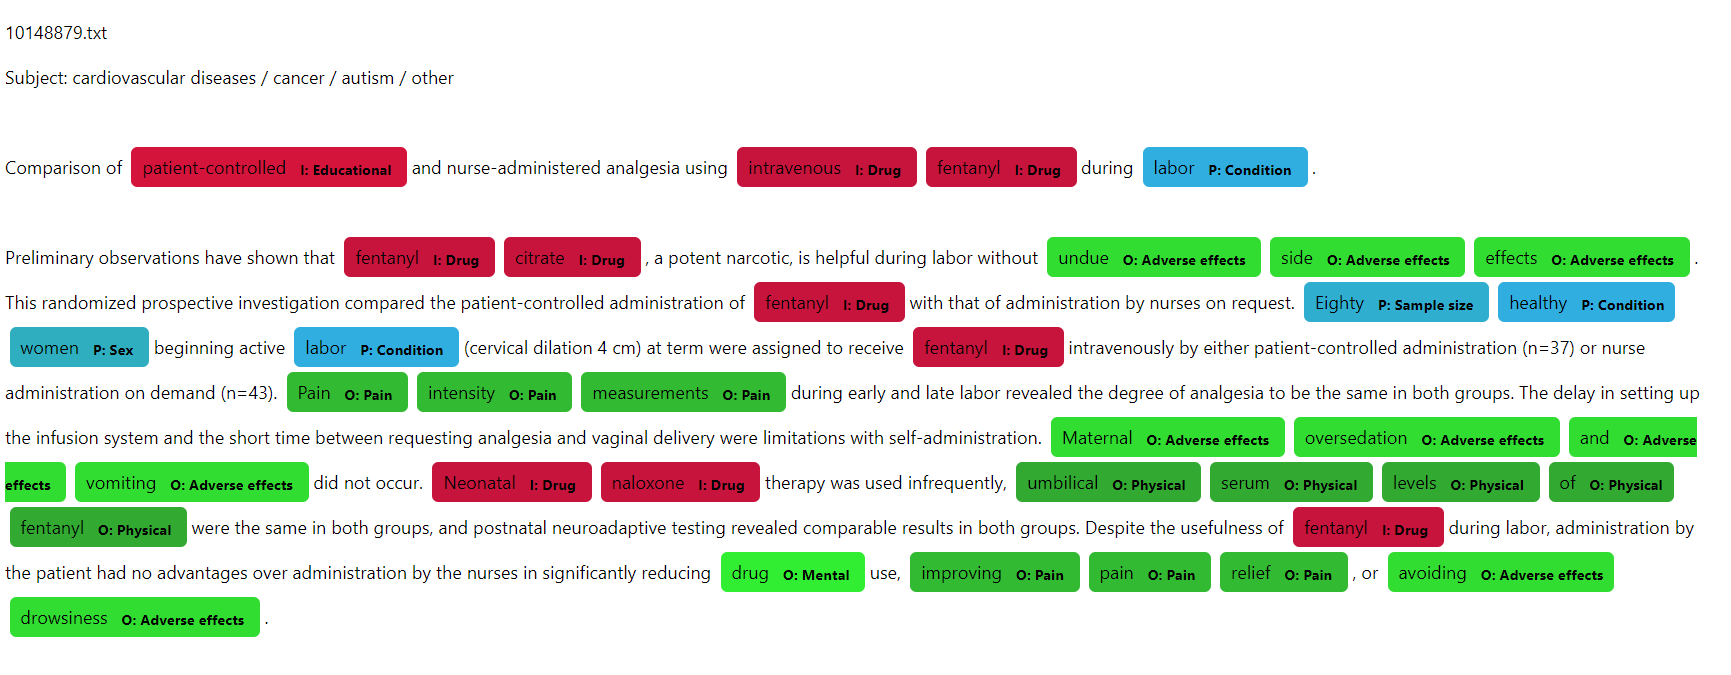 10148879.txt
Subject: cardiovascular diseases / cancer / autism / other
Comparison of patient-controlled I: Educational and nurse-administered analgesia using intravenous I: Drug fentanyl I: Drug during labor P: Condition .
Preliminary observations have shown that fentanyl I: Drug citrate I: Drug , a potent narcotic, is helpful during labor without undue O: Adverse effects side O: Adverse effects effects O: Adverse effects .
This randomized prospective investigation compared the patient-controlled administration of fentanyl I: Drug with that of administration by nurses on request. Eighty P: Sample size healthy P: Condition
women P: Sex beginning active labor P: Condition (cervical dilation 4 cm) at term were assigned to receive fentanyl I: Drug intravenously by either patient-controlled administration (n=37) or nurse
administration on demand (n=43). Pain O: Pain intensity O: Pain measurements O: Pain during early and late labor revealed the degree of analgesia to be the same in both groups. The delay in setting up
the infusion system and the short time between requesting analgesia and vaginal delivery were limitations with self-administration. Maternal O: Adverse effects oversedation O: Adverse effects and O: Adverse
effects vomiting O: Adverse effects did not occur. Neonatal I: Drug naloxone I: Drug therapy was used infrequently, umbilical O: Physical serum O: Physical levels O: Physical of O: Physical
fentanyl O: Physical were the same in both groups, and postnatal neuroadaptive testing revealed comparable results in both groups. Despite the usefulness of fentanyl I: Drug during labor, administration by
the patient had no advantages over administration by the nurses in significantly reducing drug O: Mental use, improving O: Pain pain O: Pain relief O: Pain , or avoiding O: Adverse effects
drowsiness O: Adverse effects .